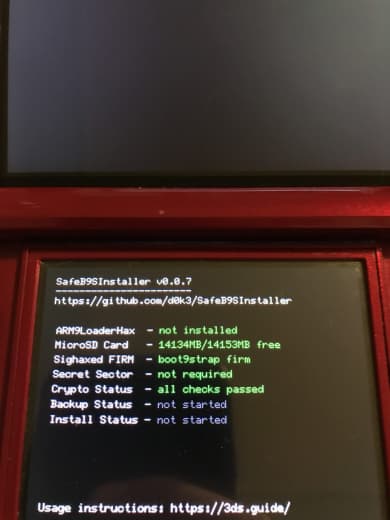 SafeB9SInstaller v0.0.7
-----------------------
https://github.com/d0k3/SafeB9SInstaller
ARM9LoaderHax - not installed
MicroSD Card - 14134MB/14153MB free
Sighaxed FIRM - boot9strap firm
Secret Sector - not required
Crypto Status - all checks passed
Backup Status - not started
Install Status - not started
Usage instructions: https://3ds.guide/